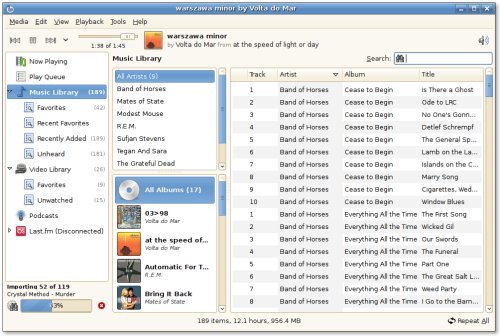 warszawa minor by Volta do Mar
Media Edit View Playback Tools Help
1:38 of 1:45
warszawa minor
by Volta do Mar from at the speed of light or day
Now Playing
Play Queue
Music Library (189)
Favorites (42)
Recent Favorites
Recently Added (189)
Unheard (181)
Video Library (15)
Favorites (9)
Unwatched (15)
Podcasts
Last.fm (Disconnected)
Importing 52 of 119
Crystal Method - Murder
43%
Music Library
Search:
All Artists (9)
Band of Horses
Mates of State
Modest Mouse
R.E.M.
Sufjan Stevens
Tegan And Sara
The Grateful Dead
All Albums (17)
03>98
Volta do Mar
at the speed of...
Volta do Mar
Automatic For T...
R.E.M.
Bring It Back
Mates of State
Track Artist Album Title
1 Band of Horses Cease to Begin Is There a Ghost
2 Band of Horses Cease to Begin Ode to LRC
3 Band of Horses Cease to Begin No One's Gonn...
4 Band of Horses Cease to Begin Detlef Schrempf
5 Band of Horses Cease to Begin The General Sp...
6 Band of Horses Cease to Begin Lamb on the La...
7 Band of Horses Cease to Begin Islands on the C...
8 Band of Horses Cease to Begin Marry Song
9 Band of Horses Cease to Begin Cigarettes, Wed...
10 Band of Horses Cease to Begin Window Blues
1 Band of Horses Everything All the Time The First Song
2 Band of Horses Everything All the Time Wicked Gil
3 Band of Horses Everything All the Time Our Swords
4 Band of Horses Everything All the Time The Funeral
5 Band of Horses Everything All the Time Part One
6 Band of Horses Everything All the Time The Great Salt L...
7 Band of Horses Everything All the Time Weed Party
8 Band of Horses Everything All the Time I Go to the Barn...
189 items, 12.1 hours, 956.4 MB
Repeat All